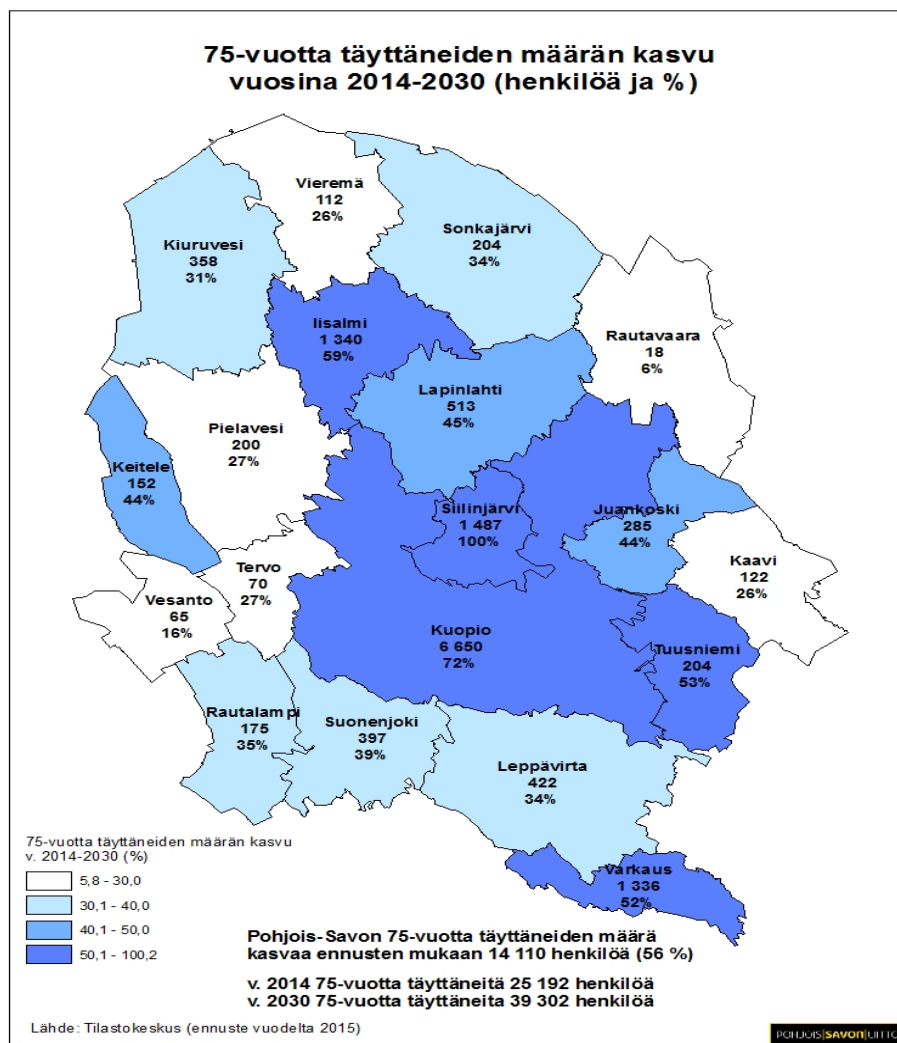 75-vuotta täyttäneiden määrän kasvu
vuosina 2014-2030 (henkilöä ja %)
Vieremä
112
26%
Sonkajärvi
204
34%
Kiuruvesi
358
31%
Iisalmi
1 340
59%
Rautavaara
18
6%
Lapinlahti
513
45%
Pielavesi
200
27%
Keitele
152
44%
Siilinjärvi
1 487
100%
Juankoski
285
44%
Kaavi
122
26%
Tervo
70
27%
Vesanto
65
16%
Kuopio
6 650
72%
Tuusniemi
204
53%
Rautalampi
175
35%
Suonenjoki
397
39%
Leppävirta
422
34%
Varkaus
1 336
52%
75-vuotta täyttäneiden määrän kasvu
v. 2014-2030 (%)
5,8 - 30,0
30,1 - 40,0
40,1 - 50,0
50,1 - 100,2
Pohjois-Savon 75-vuotta täyttäneiden määrä
kasvaa ennusten mukaan 14 110 henkilöä (56 %)
v. 2014 75-vuotta täyttäneitä 25 192 henkilöä
v. 2030 75-vuotta täyttäneitä 39 302 henkilöä
Lähde: Tilastokeskus (ennuste vuodelta 2015)
POHJOIS|SAVON|LIITTO